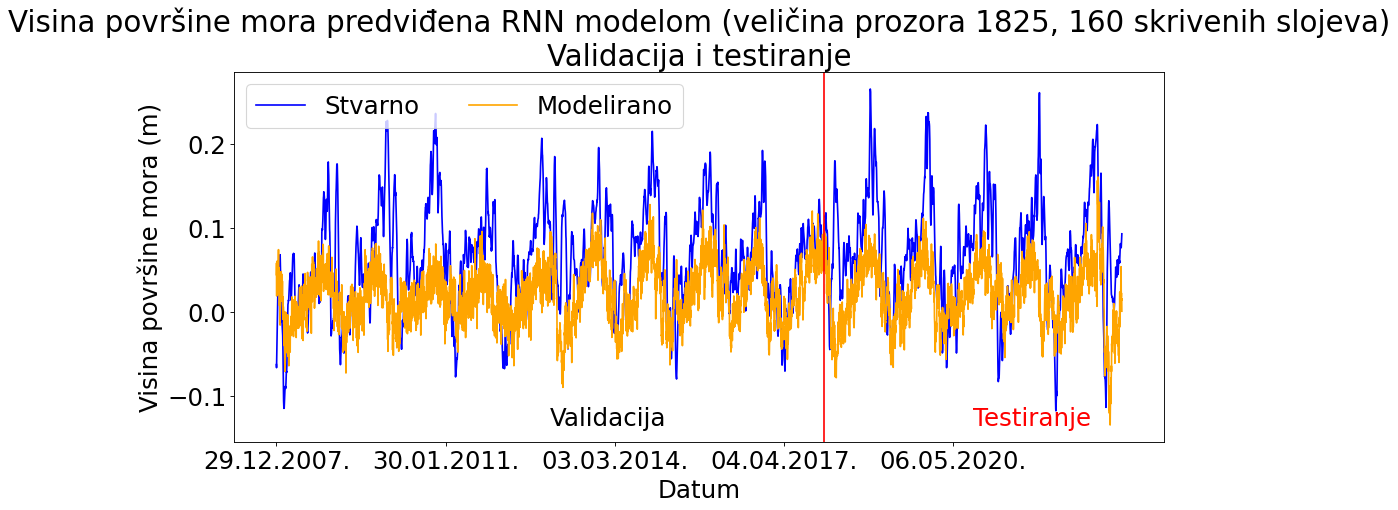 Visina površine mora predviđena RNN modelom (veličina prozora 1825, 160 skrivenih slojeva)
Validacija i testiranje
Stvarno
Modelirano
Visina površine mora (m)
0.2
0.1
0.0
−0.1
Validacija
Testiranje
29.12.2007.
30.01.2011.
03.03.2014.
04.04.2017.
06.05.2020.
Datum